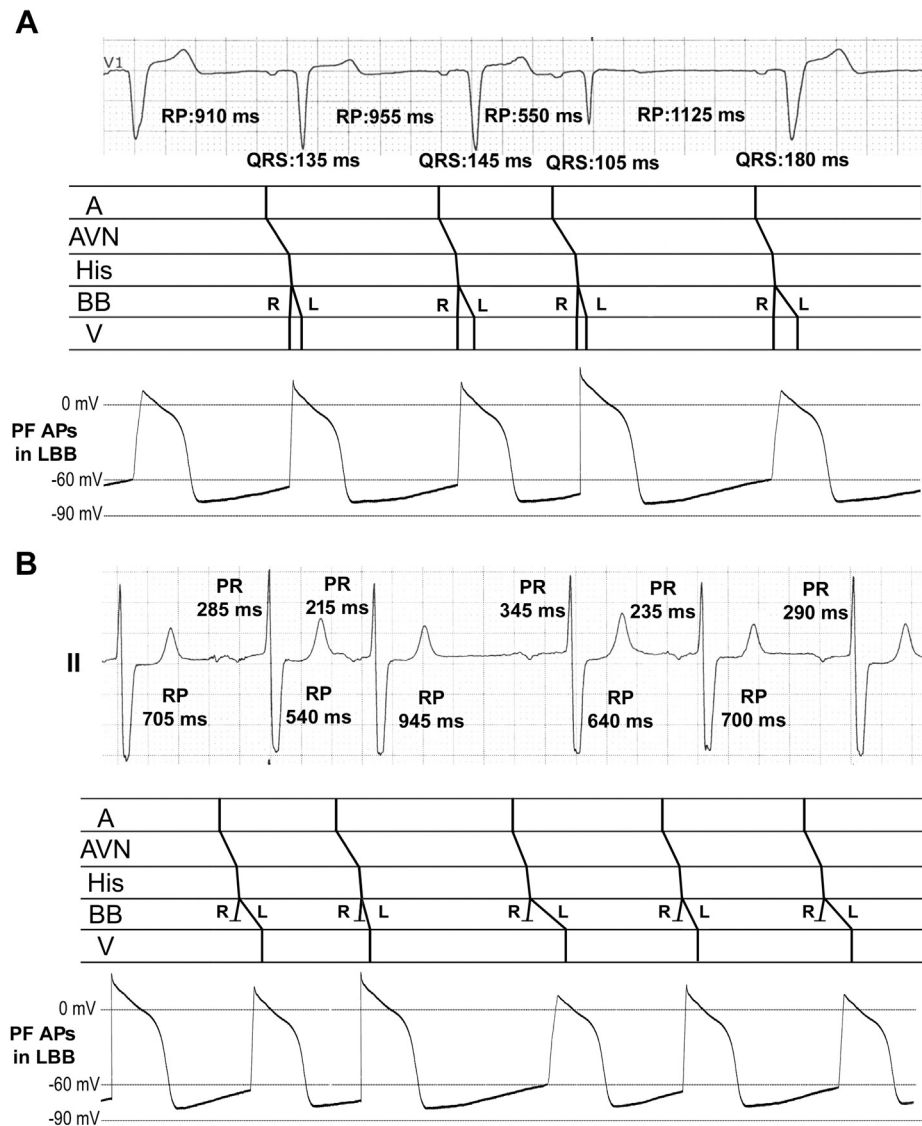 A
V1
RP:910 ms
RP:955 ms
RP:550 ms
RP:1125 ms
QRS:135 ms
QRS:145 ms
QRS:105 ms
QRS:180 ms
A
AVN
His
BB
R L
R L
R L
R L
V
0 mV
PF APs
in LBB
-60 mV
-90 mV
B
PR
285 ms
PR
215 ms
PR
345 ms
PR
235 ms
PR
290 ms
II
RP
705 ms
RP
540 ms
RP
945 ms
RP
640 ms
RP
700 ms
A
AVN
His
BB
R L
R L
R L
R L
R L
V
0 mV
PF APs
in LBB
-60 mV
-90 mV